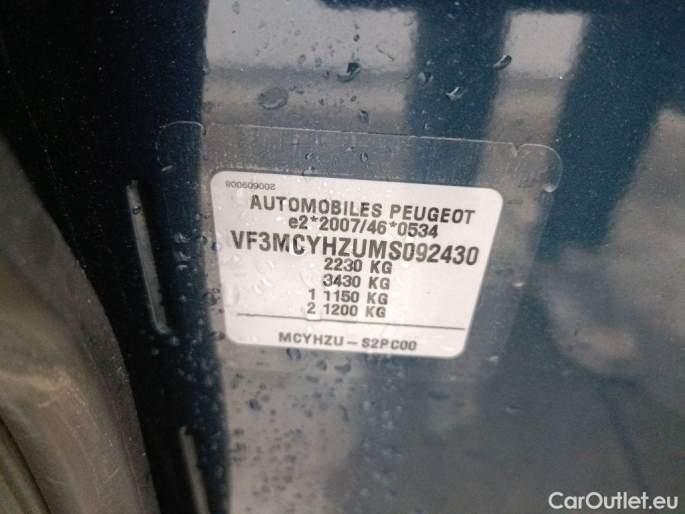 200609008
AUTOMOBILES PEUGEOT
e2*2007/46*0534
VF3MCYHZUMS092430
2230 KG
3430 KG
1 1150 KG
2 1200 KG
MCYHZU - S2PC00
CarOutlet.eu